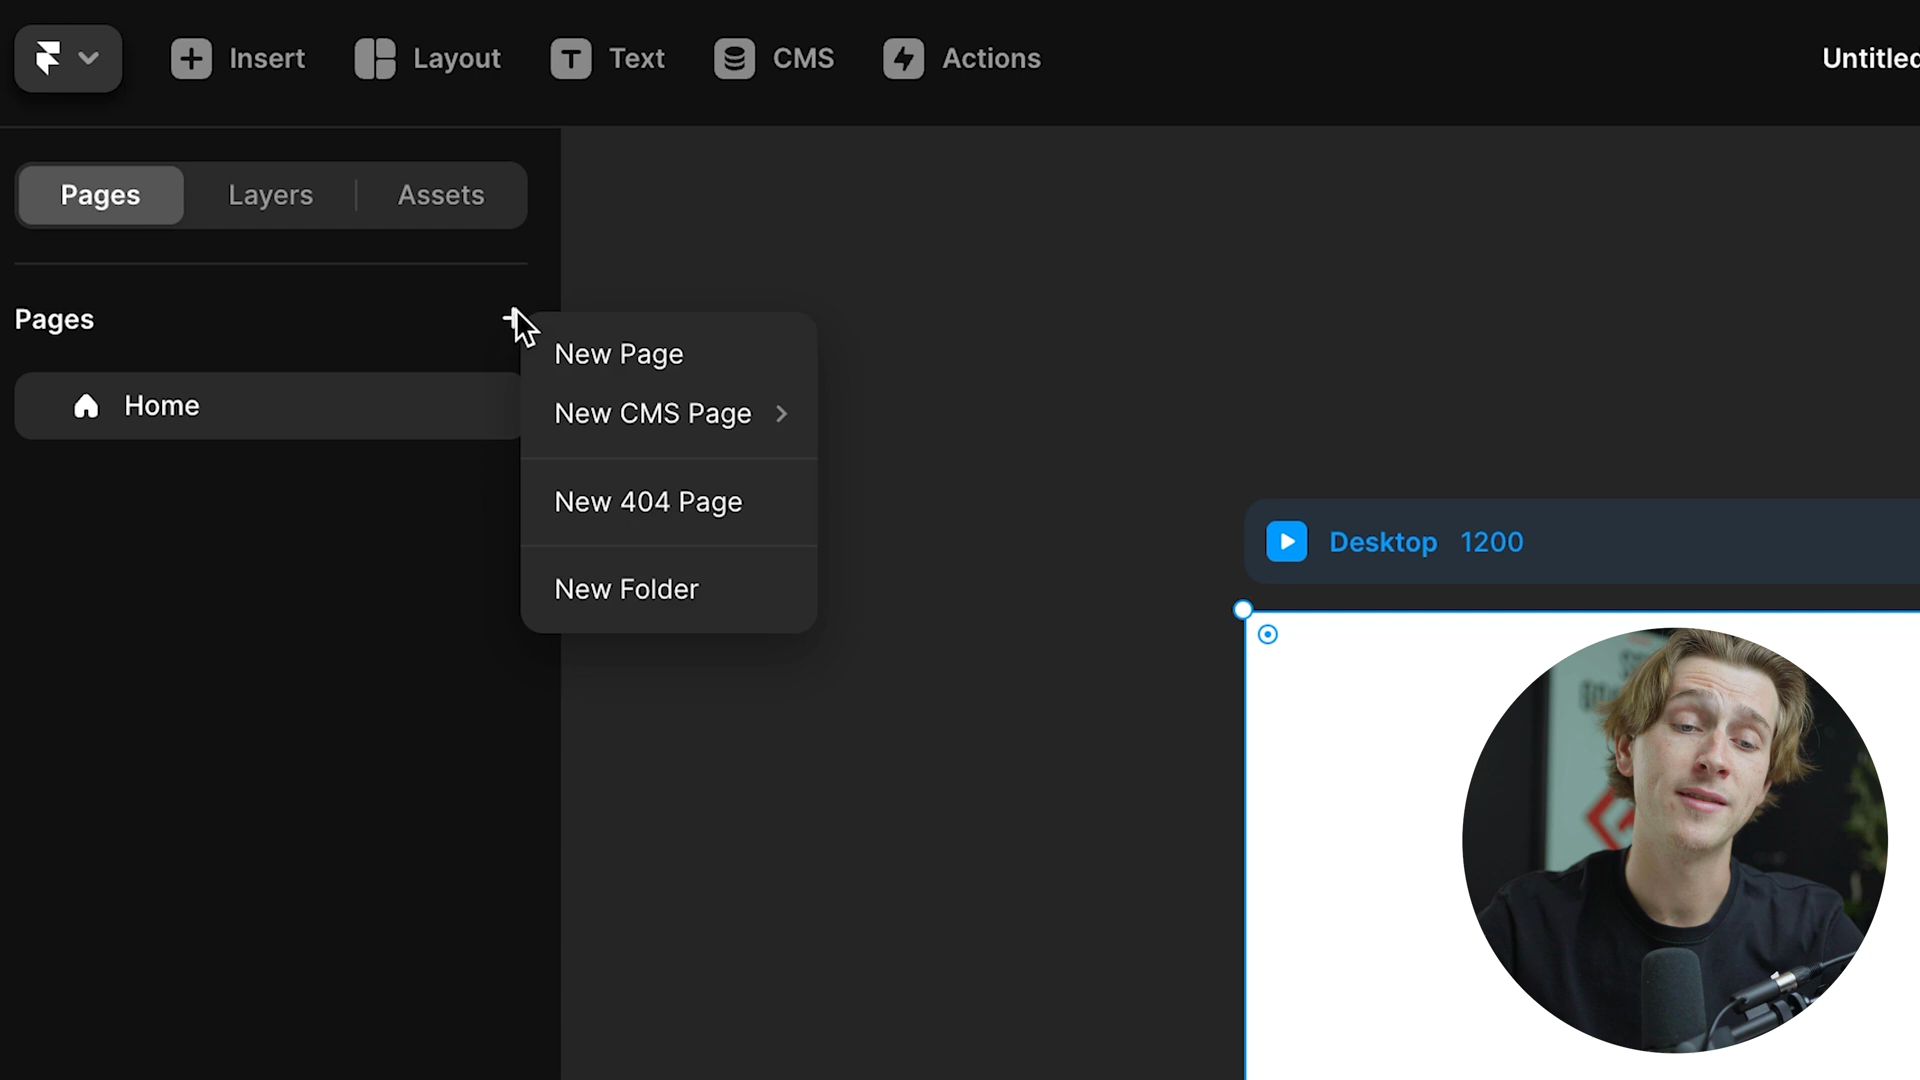 Insert
Layout
Text
CMS
Actions
Untitled
Pages
Layers
Assets
Pages
Home
New Page
New CMS Page
New 404 Page
New Folder
Desktop 1200